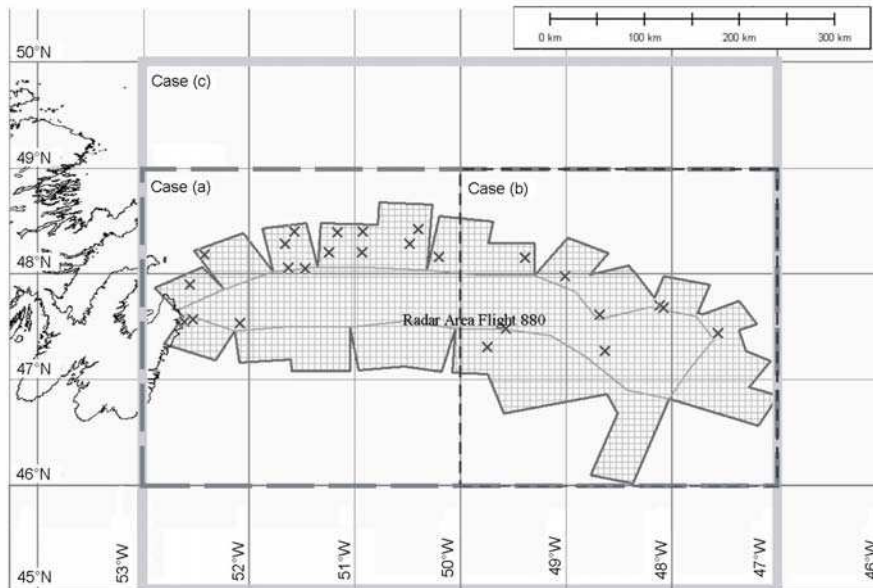 0 km 100 km 200 km 300 km
50°N
Case (c)
49°N
Case (a) Case (b)
48°N
Radar Area Flight 880
47°N
46°N
45°N
53°W 52°W 51°W 50°W 49°W 48°W 47°W 46°W